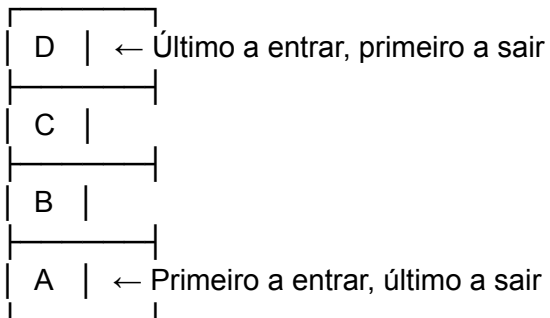 D ← Último a entrar, primeiro a sair
C
B
A ← Primeiro a entrar, último a sair